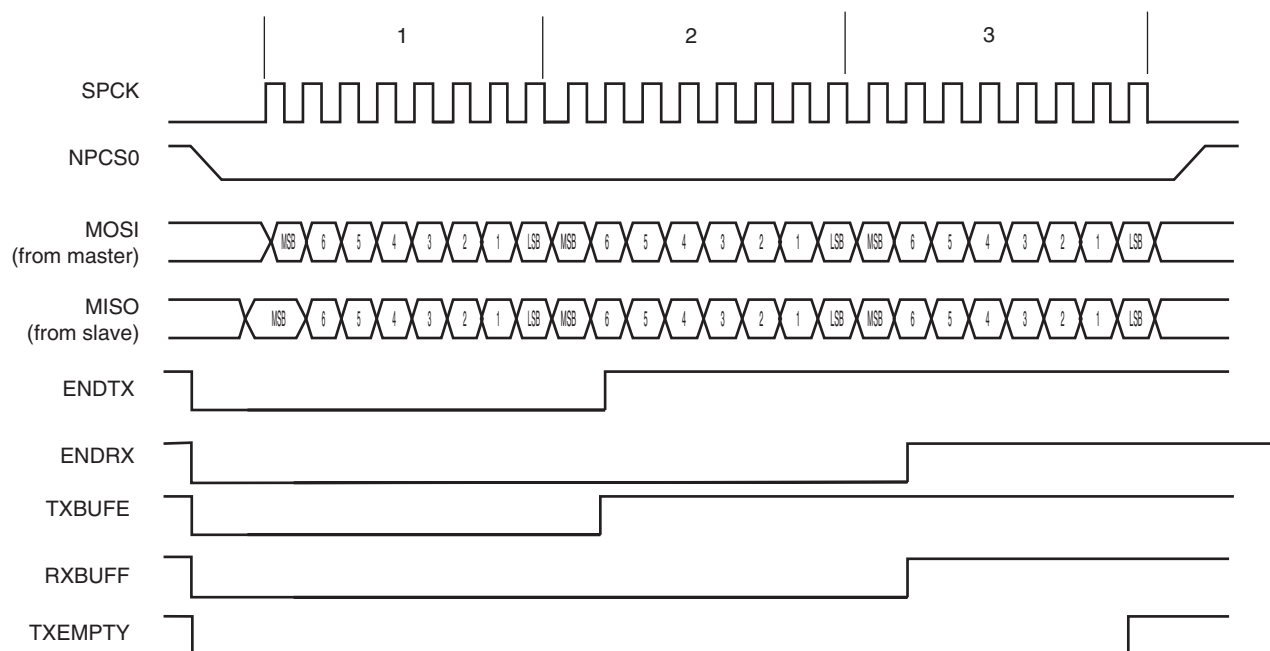 1 2 3
SPCK
NPCS0
MOSI
(from master)
MSB 6 5 4 3 2 1 LSB MSB 6 5 4 3 2 1 LSB MSB 6 5 4 3 2 1 LSB
MISO
(from slave)
MSB 6 5 4 3 2 1 LSB MSB 6 5 4 3 2 1 LSB MSB 6 5 4 3 2 1 LSB
ENDTX
ENDRX
TXBUFE
RXBUFF
TXEMPTY